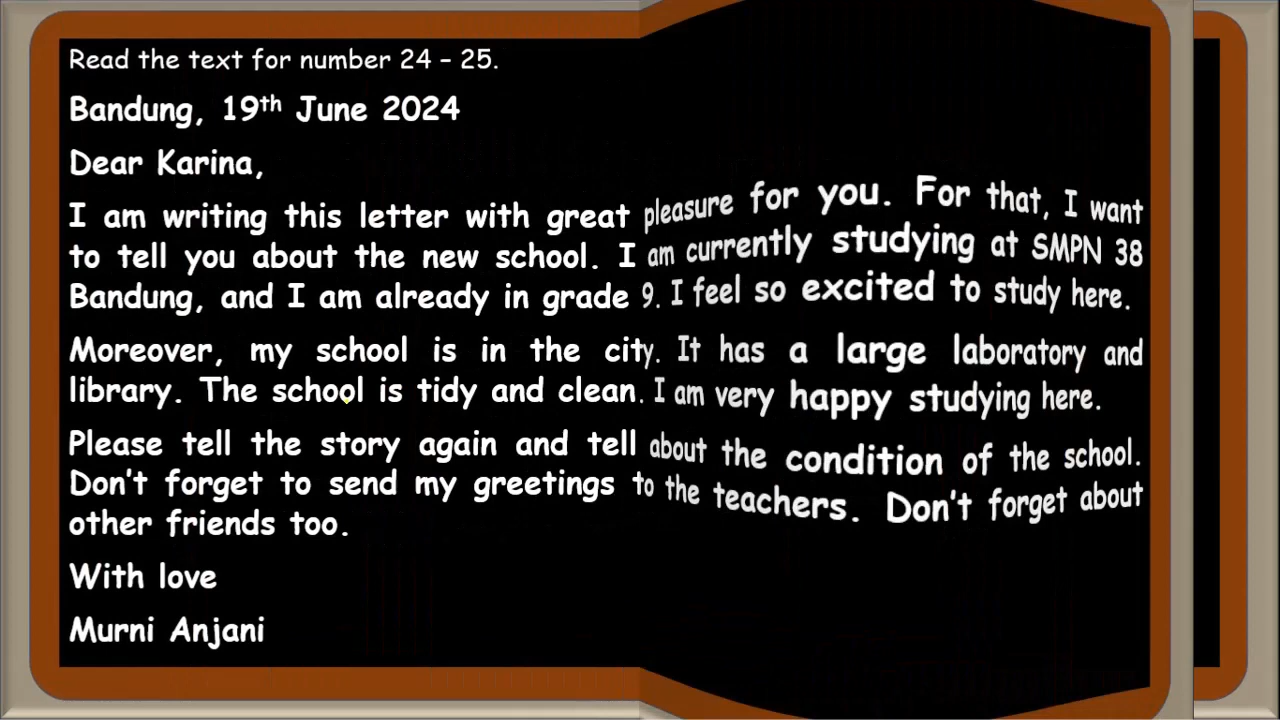 Read the text for number 24 – 25.
Bandung, 19th June 2024
Dear Karina,
I am writing this letter with great pleasure for you. For that, I want
to tell you about the new school. I am currently studying at SMPN 38
Bandung, and I am already in grade 9. I feel so excited to study here.
Moreover, my school is in the city. It has a large laboratory and
library. The school is tidy and clean. I am very happy studying here.
Please tell the story again and tell about the condition of the school.
Don't forget to send my greetings to the teachers. Don't forget about
other friends too.
With love
Murni Anjani